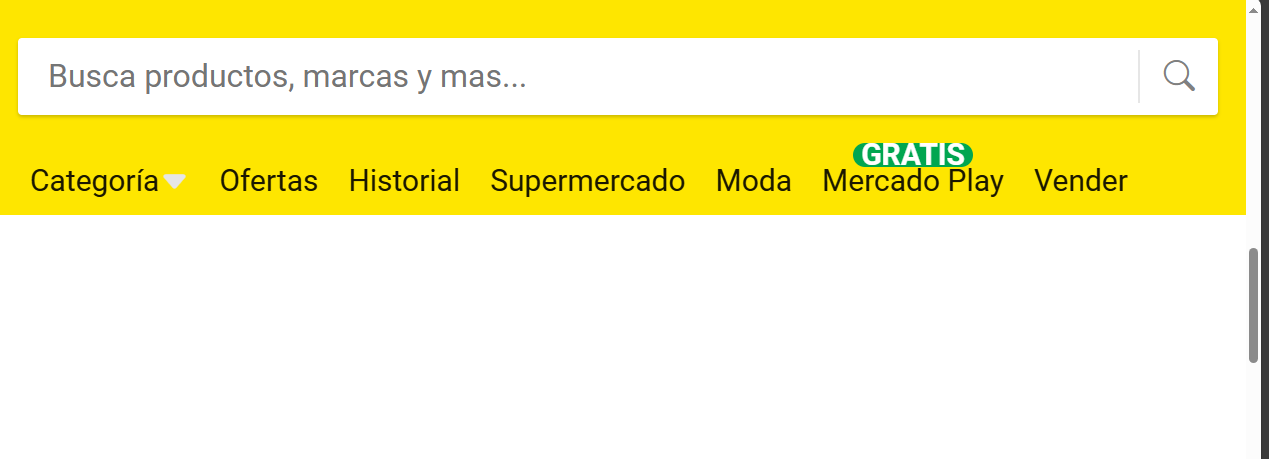 Busca productos, marcas y mas...
GRATIS
Categoría Ofertas Historial Supermercado Moda Mercado Play Vender